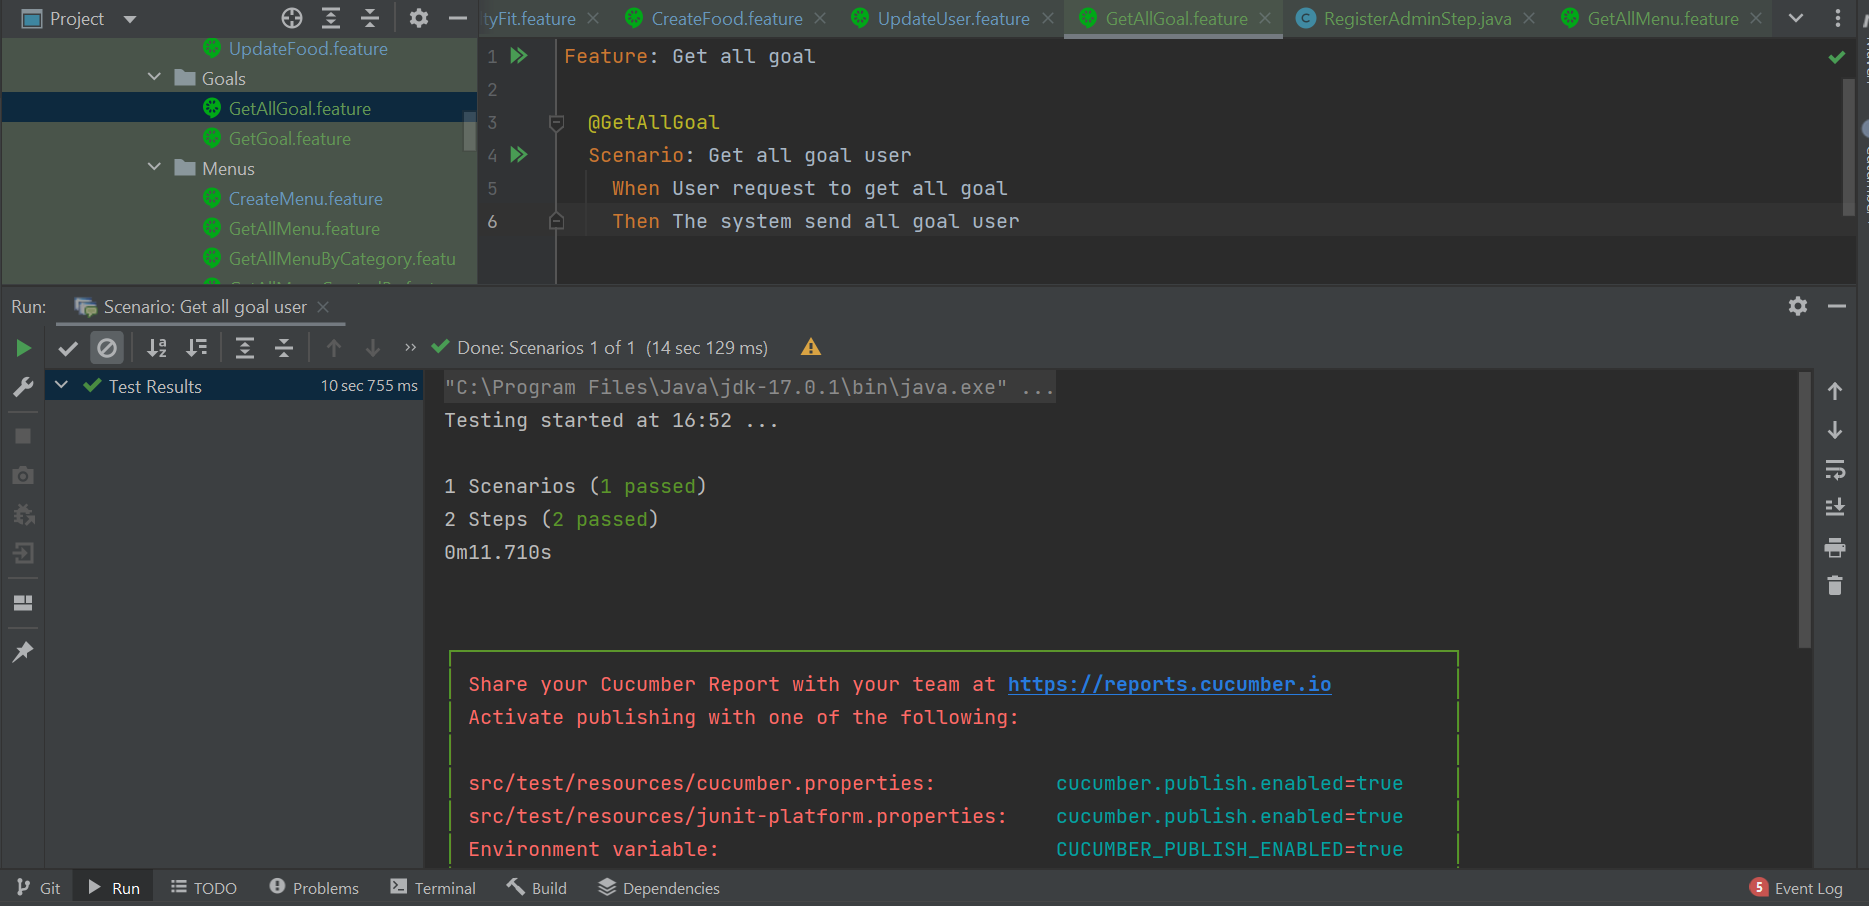 Project
tyFit.feature
CreateFood.feature
UpdateUser.feature
GetAllGoal.feature
RegisterAdminStep.java
GetAllMenu.feature
UpdateFood.feature
Goals
GetAllGoal.feature
GetGoal.feature
Menus
CreateMenu.feature
GetAllMenu.feature
GetAllMenuByCategory.featu
1 Feature: Get all goal
2
3 @GetAllGoal
4 Scenario: Get all goal user
5 When User request to get all goal
6 Then The system send all goal user
Run: Scenario: Get all goal user
Done: Scenarios 1 of 1 (14 sec 129 ms)
Test Results 10 sec 755 ms
"C:\Program Files\Java\jdk-17.0.1\bin\java.exe" ...
Testing started at 16:52 ...
1 Scenarios (1 passed)
2 Steps (2 passed)
0m11.710s
Share your Cucumber Report with your team at https://reports.cucumber.io
Activate publishing with one of the following:
src/test/resources/cucumber.properties: cucumber.publish.enabled=true
src/test/resources/junit-platform.properties: cucumber.publish.enabled=true
Environment variable: CUCUMBER_PUBLISH_ENABLED=true
Git
Run
TODO
Problems
Terminal
Build
Dependencies
5 Event Log